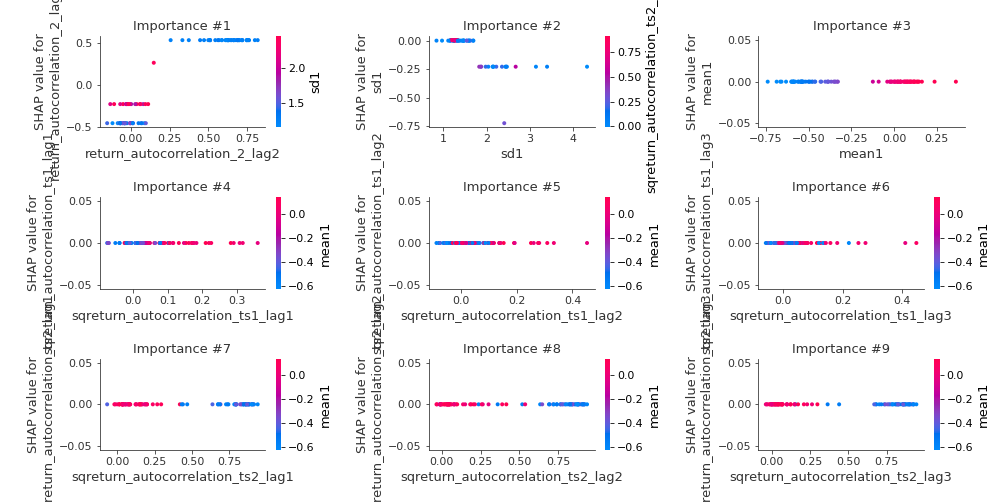 Importance #1
SHAP value for
return_autocorrelation_2_lag2
0.5
0.0
−0.5
0.00
0.25
0.50
0.75
return_autocorrelation_2_lag2
2.0
1.5
sd1
Importance #2
SHAP value for
sd1
0.00
−0.25
−0.50
−0.75
1
2
3
4
sd1
0.75
0.50
0.25
0.00
Importance #3
SHAP value for
mean1
0.05
0.00
−0.05
−0.75
−0.50
−0.25
0.00
0.25
mean1
Importance #4
SHAP value for
0.05
0.00
−0.05
0.0
0.1
0.2
0.3
sqreturn_autocorrelation_ts1_lag1
0.0
−0.2
−0.4
−0.6
mean1
Importance #5
SHAP value for
0.05
0.00
−0.05
0.0
0.2
0.4
sqreturn_autocorrelation_ts1_lag2
0.0
−0.2
−0.4
−0.6
mean1
Importance #6
SHAP value for
0.05
0.00
−0.05
0.0
0.2
0.4
sqreturn_autocorrelation_ts1_lag3
0.0
−0.2
−0.4
−0.6
mean1
Importance #7
SHAP value for
0.05
0.00
−0.05
0.00
0.25
0.50
0.75
sqreturn_autocorrelation_ts2_lag1
0.0
−0.2
−0.4
−0.6
mean1
Importance #8
SHAP value for
0.05
0.00
−0.05
0.00
0.25
0.50
0.75
sqreturn_autocorrelation_ts2_lag2
0.0
−0.2
−0.4
−0.6
mean1
Importance #9
SHAP value for
0.05
0.00
−0.05
0.00
0.25
0.50
0.75
sqreturn_autocorrelation_ts2_lag3
0.0
−0.2
−0.4
−0.6
mean1